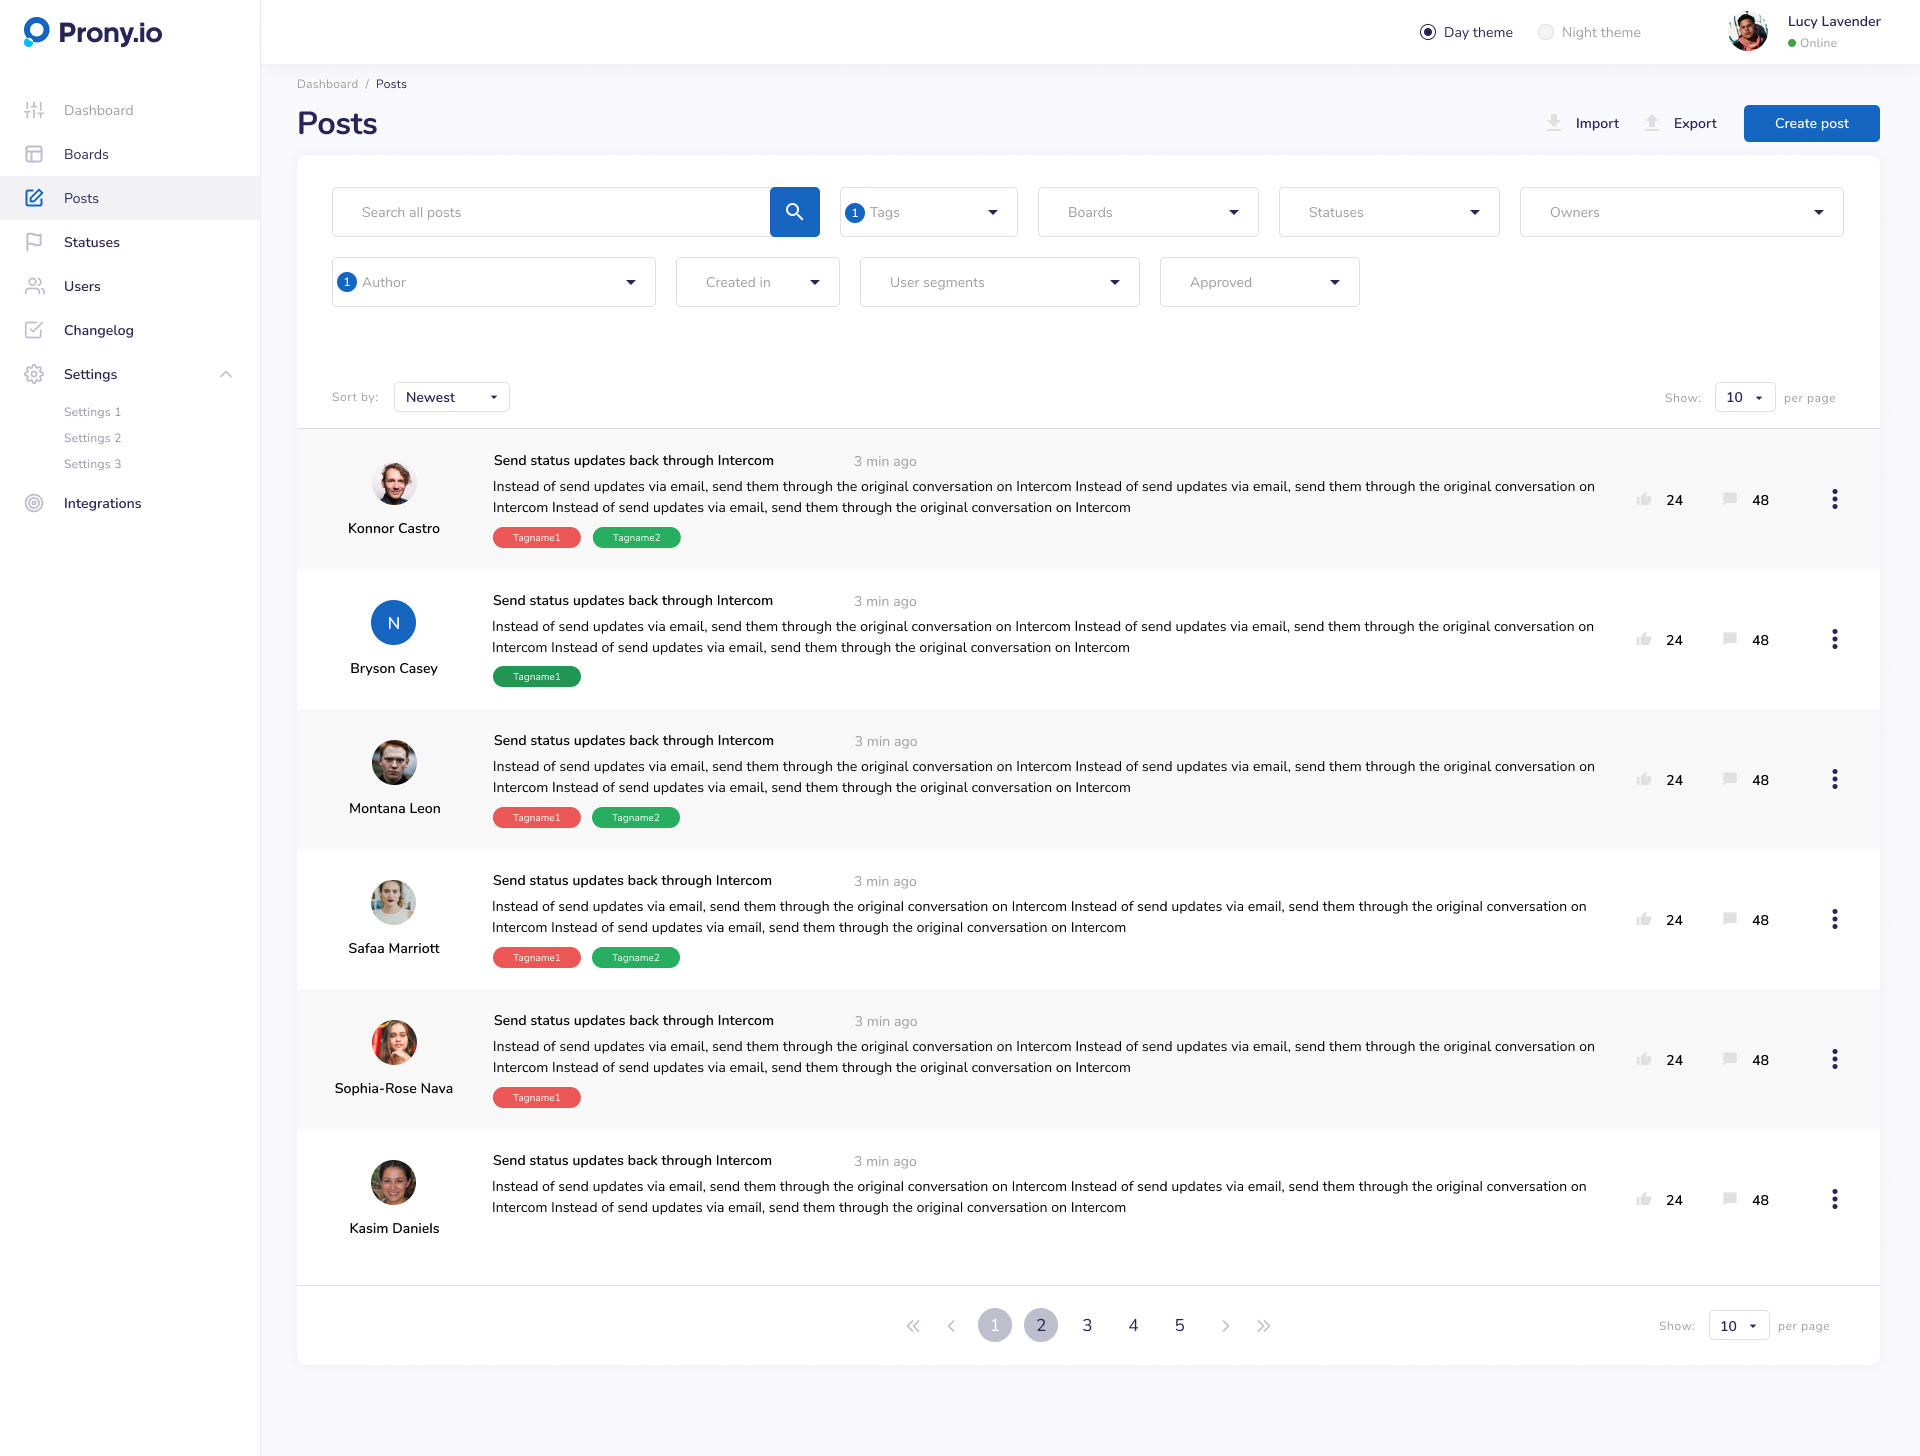 Prony.io
Day theme
Night theme
Lucy Lavender
Online
Dashboard
Boards
Posts
Statuses
Users
Changelog
Settings
Settings 1
Settings 2
Settings 3
Integrations
Dashboard / Posts
Posts
Import
Export
Create post
Search all posts
1 Tags
Boards
Statuses
Owners
1 Author
Created in
User segments
Approved
Sort by: Newest
Show: 10 per page
Konnor Castro
Send status updates back through Intercom 3 min ago
Instead of send updates via email, send them through the original conversation on Intercom Instead of send updates via email, send them through the original conversation on
Intercom Instead of send updates via email, send them through the original conversation on Intercom
Tagname1 Tagname2
24 48
N
Bryson Casey
Send status updates back through Intercom 3 min ago
Instead of send updates via email, send them through the original conversation on Intercom Instead of send updates via email, send them through the original conversation on
Intercom Instead of send updates via email, send them through the original conversation on Intercom
Tagname1
24 48
Montana Leon
Send status updates back through Intercom 3 min ago
Instead of send updates via email, send them through the original conversation on Intercom Instead of send updates via email, send them through the original conversation on
Intercom Instead of send updates via email, send them through the original conversation on Intercom
Tagname1 Tagname2
24 48
Safaa Marriott
Send status updates back through Intercom 3 min ago
Instead of send updates via email, send them through the original conversation on Intercom Instead of send updates via email, send them through the original conversation on
Intercom Instead of send updates via email, send them through the original conversation on Intercom
Tagname1 Tagname2
24 48
Sophia-Rose Nava
Send status updates back through Intercom 3 min ago
Instead of send updates via email, send them through the original conversation on Intercom Instead of send updates via email, send them through the original conversation on
Intercom Instead of send updates via email, send them through the original conversation on Intercom
Tagname1
24 48
Kasim Daniels
Send status updates back through Intercom 3 min ago
Instead of send updates via email, send them through the original conversation on Intercom Instead of send updates via email, send them through the original conversation on
Intercom Instead of send updates via email, send them through the original conversation on Intercom
24 48
1 2 3 4 5
Show: 10 per page